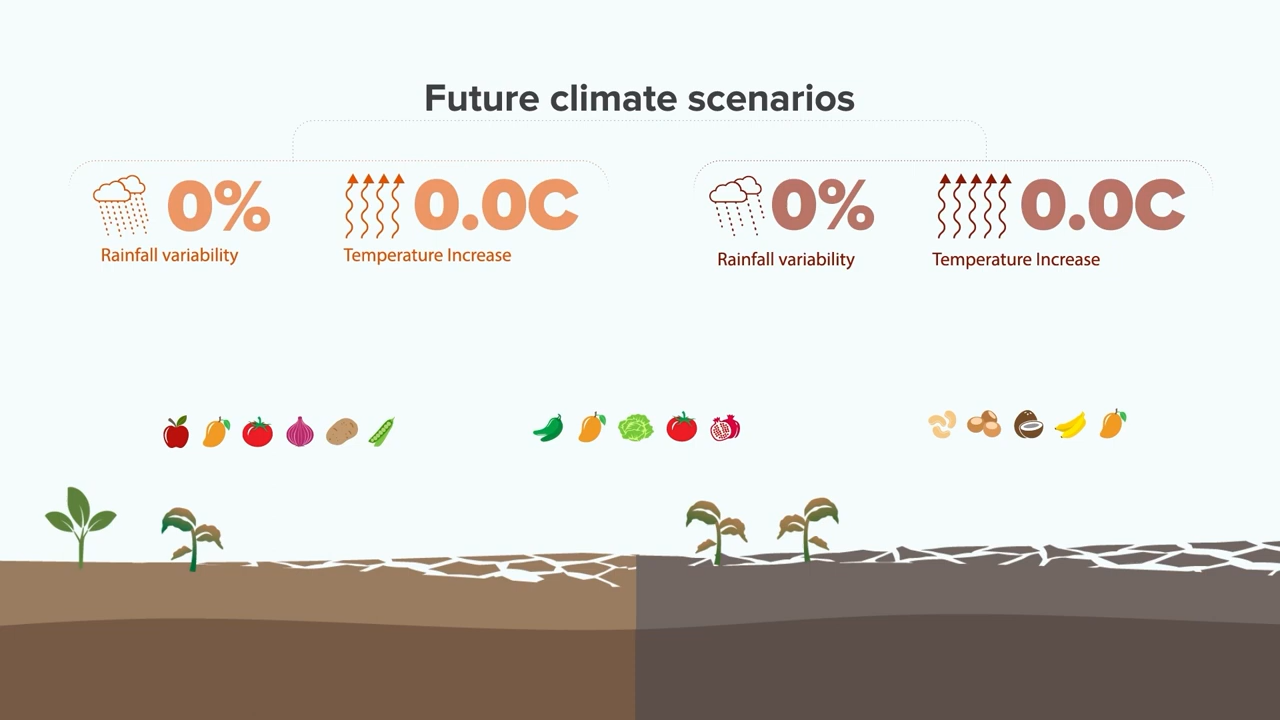 Future climate scenarios
0%
Rainfall variability
0.0C
Temperature Increase
0%
Rainfall variability
0.0C
Temperature Increase